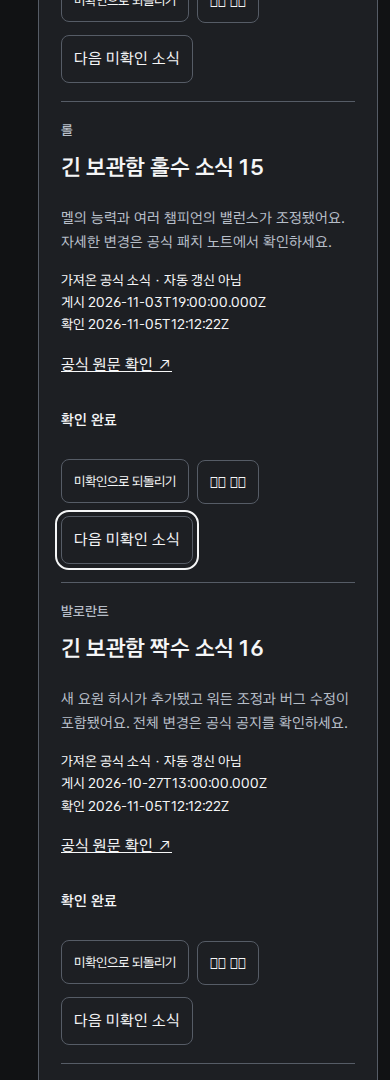 다음 미확인 소식
롤
긴 보관함 홀수 소식 15
멜의 능력과 여러 챔피언의 밸런스가 조정됐어요.
자세한 변경은 공식 패치 노트에서 확인하세요.
가져온 공식 소식 · 자동 갱신 아님
게시 2026-11-03T19:00:00.000Z
확인 2026-11-05T12:12:22Z
공식 원문 확인 ↗
확인 완료
미확인으로 되돌리기
다음 미확인 소식
발로란트
긴 보관함 짝수 소식 16
새 요원 허시가 추가됐고 워든 조정과 버그 수정이
포함됐어요. 전체 변경은 공식 공지를 확인하세요.
가져온 공식 소식 · 자동 갱신 아님
게시 2026-10-27T13:00:00.000Z
확인 2026-11-05T12:12:22Z
공식 원문 확인 ↗
확인 완료
미확인으로 되돌리기
다음 미확인 소식